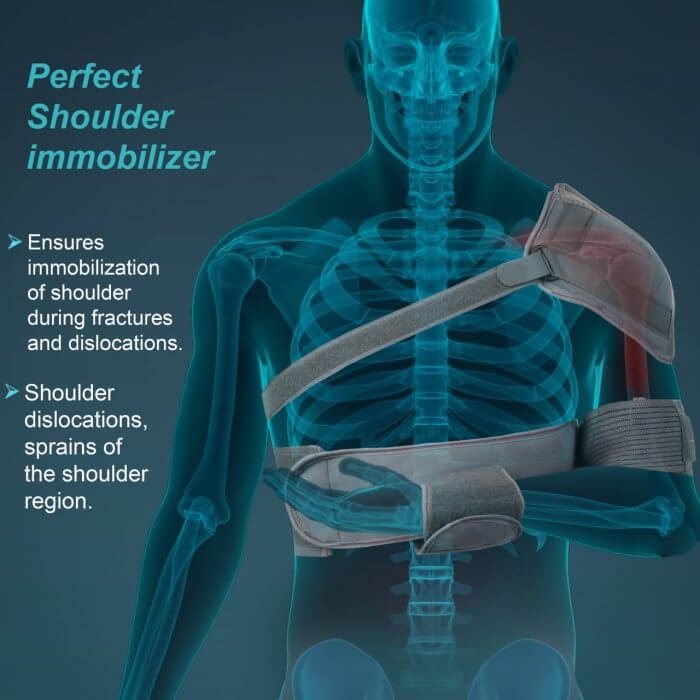 Perfect
Shoulder
immobilizer
➤ Ensures
immobilization
of shoulder
during fractures
and dislocations.
➤ Shoulder
dislocations,
sprains of
the shoulder
region.